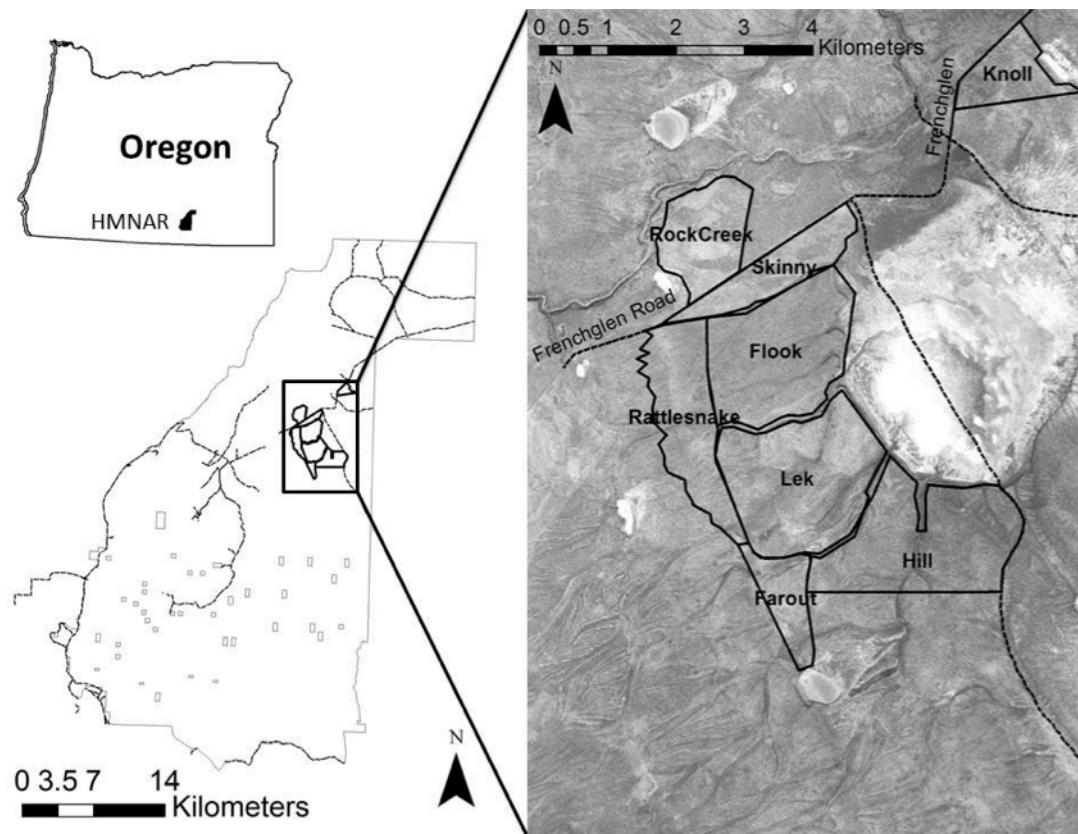 Oregon
HMNAR
N
0 3.5 7 14
Kilometers
0 0.5 1 2 3 4
Kilometers
N
Knoll
Frenchglen
RockCreek
Skinny
Frenchglen Road
Flook
Rattlesnake
Lek
Hill
Farout